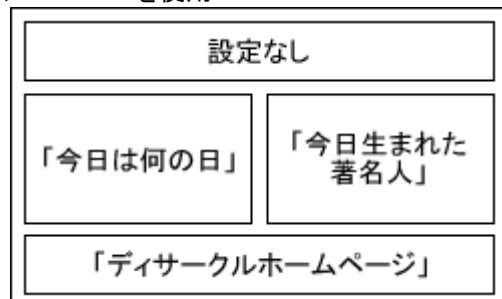 設定なし
「今日は何の日」
「今日生まれた
著名人」
「ディサークルホームページ」